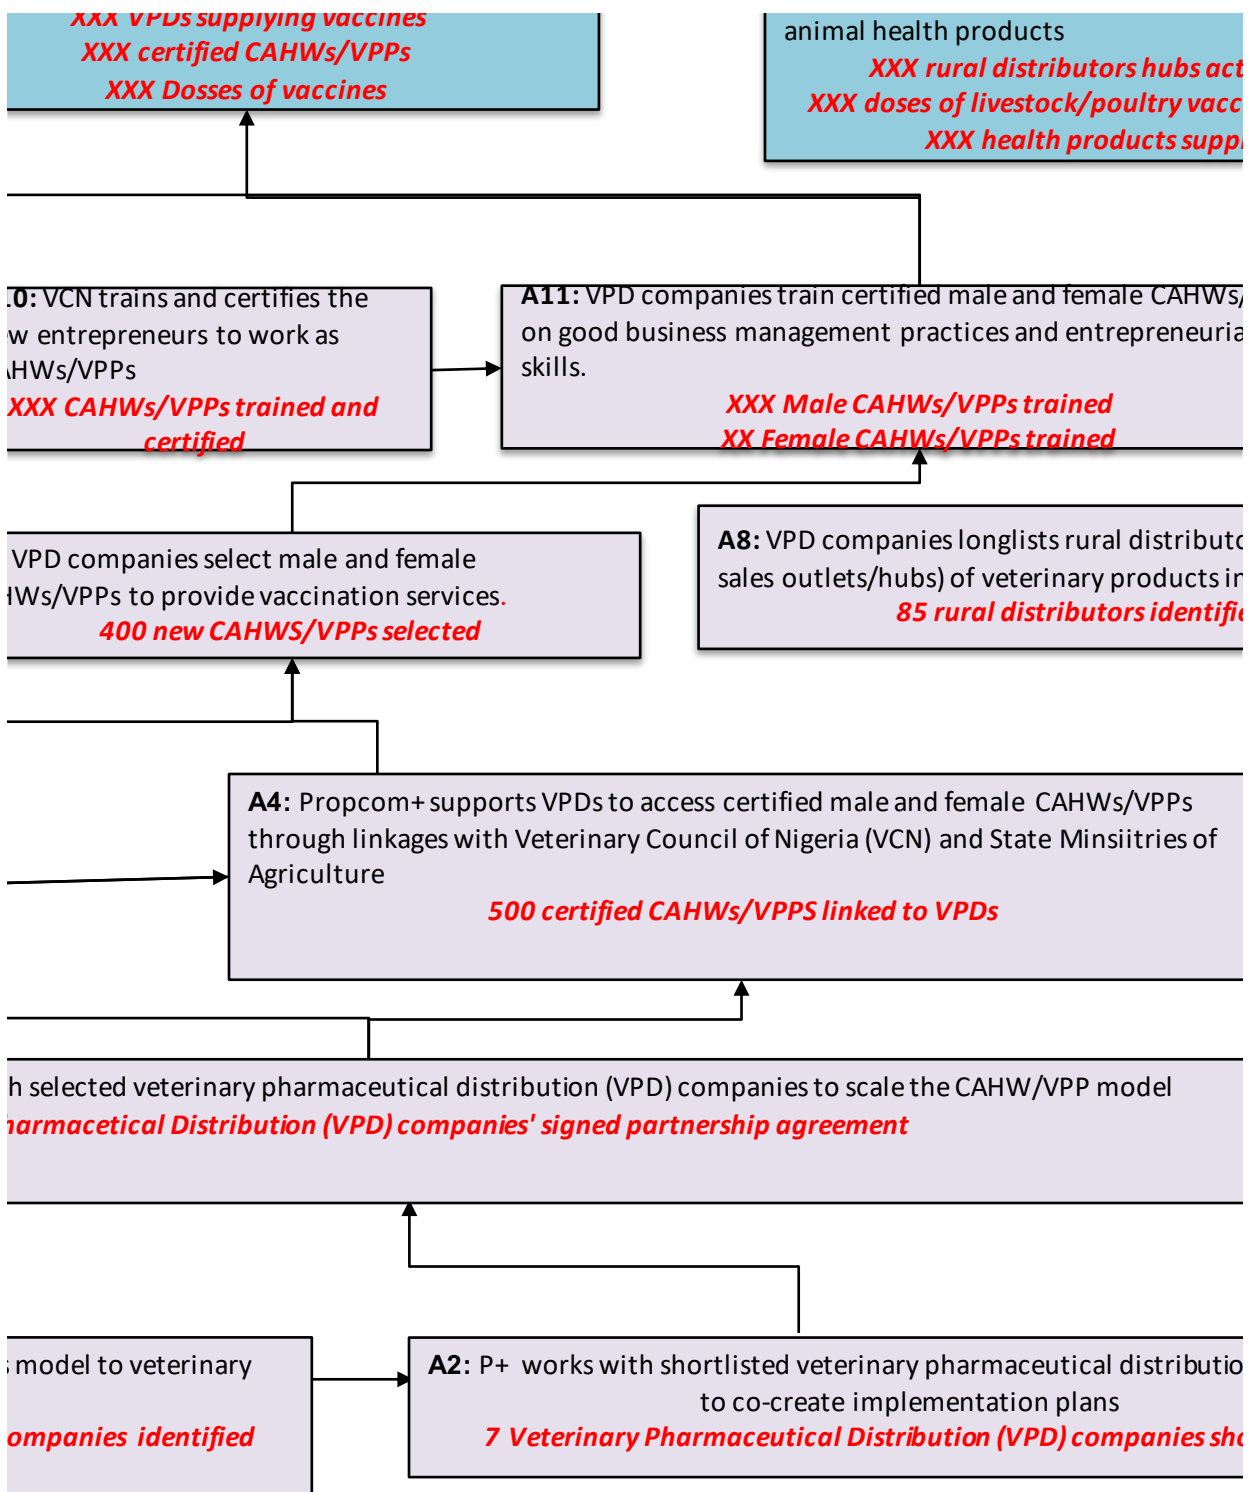 XXX VPDs supplying vaccines
XXX certified CAHWs/VPPs
XXX Dosses of vaccines
animal health products
XXX rural distributors hubs act
XXX doses of livestock/poultry vacc
XXX health products suppl
10: VCN trains and certifies the
w entrepreneurs to work as
AHWs/VPPs
XXX CAHWs/VPPs trained and
certified
A11: VPD companies train certified male and female CAHWs/
on good business management practices and entrepreneuria
skills.
XXX Male CAHWs/VPPs trained
XX Female CAHWs/VPPs trained
VPD companies select male and female
HWs/VPPs to provide vaccination services.
400 new CAHWS/VPPs selected
A8: VPD companies longlists rural distributo
sales outlets/hubs) of veterinary products in
85 rural distributors identifie
A4: Propcom+ supports VPDs to access certified male and female CAHWs/VPPs
through linkages with Veterinary Council of Nigeria (VCN) and State Minsiitries of
Agriculture
500 certified CAHWs/VPPS linked to VPDs
h selected veterinary pharmaceutical distribution (VPD) companies to scale the CAHW/VPP model
harmacetical Distribution (VPD) companies' signed partnership agreement
s model to veterinary
ompanies identified
A2: P+ works with shortlisted veterinary pharmaceutical distributio
to co-create implementation plans
7 Veterinary Pharmaceutical Distribution (VPD) companies sho